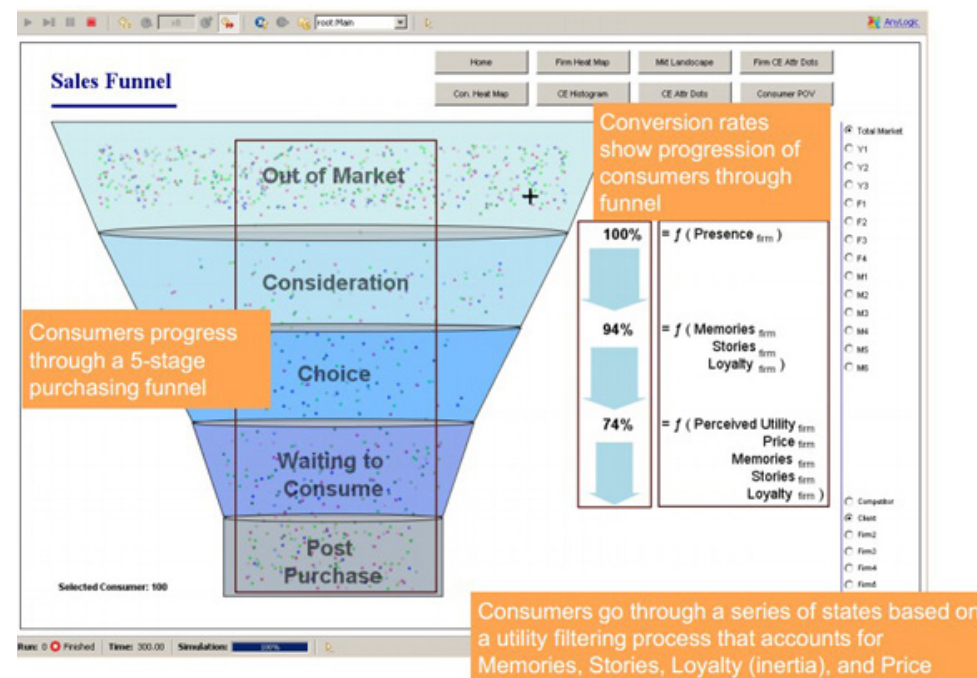 root:Main
AnyLogic
Sales Funnel
Home
Firm Heat Map
Mkt Landscape
Firm CE Attr Dots
Con. Heat Map
CE Histogram
CE Attr Dots
Consumer POV
Conversion rates
show progression of
consumers through
funnel
Out of Market
Consideration
Choice
Waiting to
Consume
Post
Purchase
Consumers progress
through a 5-stage
purchasing funnel
100% = f ( Presence firm )
94% = f ( Memories firm
Stories firm
Loyalty firm )
74% = f ( Perceived Utility firm
Price firm
Memories firm
Stories firm
Loyalty firm )
Total Market
Y1
Y2
Y3
F1
F2
F3
F4
M1
M2
M3
M4
M5
M6
Competitor
Client
Firm2
Firm3
Firm4
Firm5
Selected Consumer: 100
Consumers go through a series of states based on
a utility filtering process that accounts for
Memories, Stories, Loyalty (inertia), and Price
Run: 0 Finished Time: 300.00 Simulation: 100%